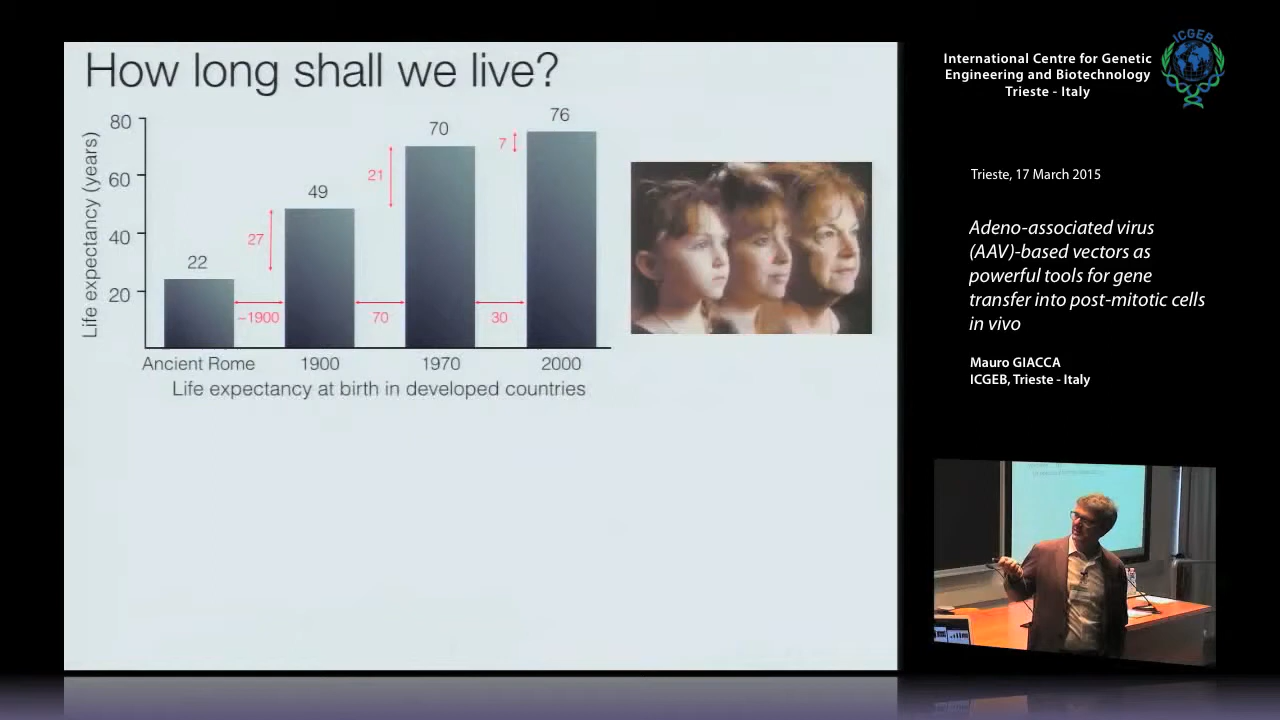 How long shall we live?
Life expectancy (years)
80
60
40
20
22
49
70
76
27
21
7
~1900
70
30
Ancient Rome
1900
1970
2000
Life expectancy at birth in developed countries
International Centre for Genetic
Engineering and Biotechnology
Trieste - Italy
ICGEB
Trieste, 17 March 2015
Adeno-associated virus
(AAV)-based vectors as
powerful tools for gene
transfer into post-mitotic cells
in vivo
Mauro GIACCA
ICGEB, Trieste - Italy